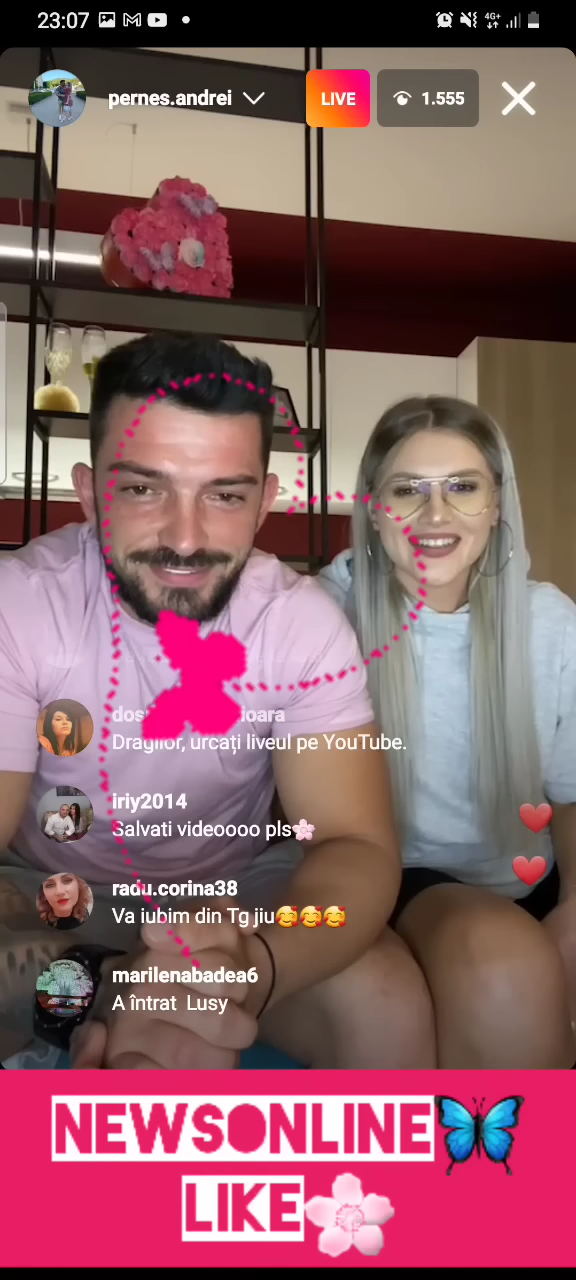 23:07
4G+
pernes.andrei
LIVE
1.555
Dragilor, urcați liveul pe YouTube.
iriy2014
Salvati videoooo pls🌸
radu.corina38
Va iubim din Tg jiu🥰🥰🥰
marilenabadea6
A întrat Lusy
NEWSONLINE🦋
LIKE🌸